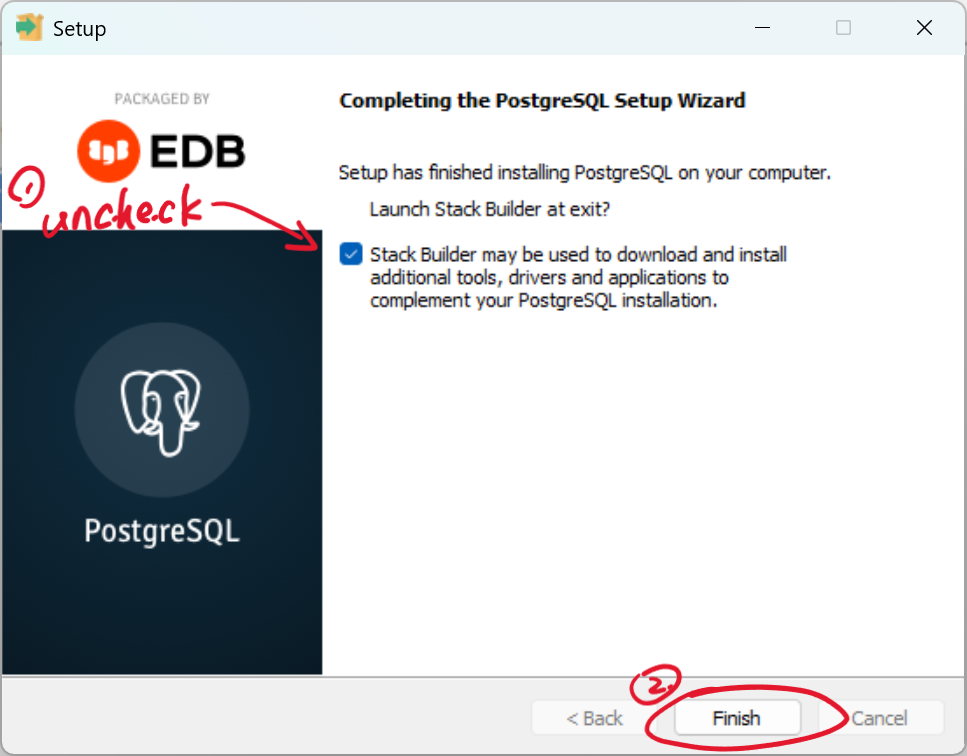 Setup
PACKAGED BY
EDB
① uncheck
PostgreSQL
Completing the PostgreSQL Setup Wizard
Setup has finished installing PostgreSQL on your computer.
Launch Stack Builder at exit?
Stack Builder may be used to download and install
additional tools, drivers and applications to
complement your PostgreSQL installation.
②
< Back
Finish
Cancel